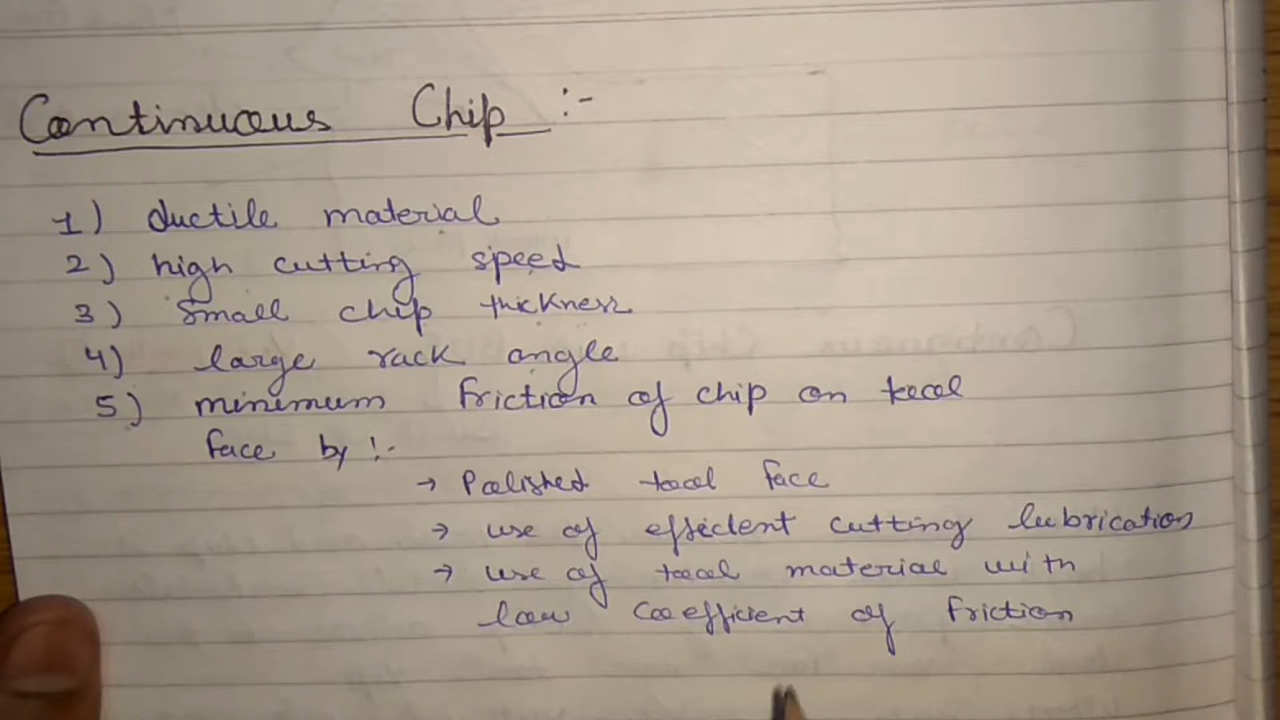 Continuous Chip :-
1) ductile material
2) high cutting speed
3) small chip thickness
4) large rack angle
5) minimum friction of chip on tool
face by :-
→ Polished tool face
→ use of efficient cutting lubrication
→ use of tool material with
low coefficient of friction